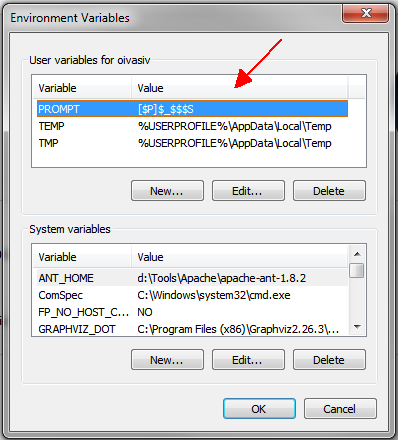 Environment Variables
User variables for oivasiv
Variable Value
PROMPT [$P]$_$$$S
TEMP %USERPROFILE%\AppData\Local\Temp
TMP %USERPROFILE%\AppData\Local\Temp
New... Edit... Delete
System variables
Variable Value
ANT_HOME d:\Tools\Apache\apache-ant-1.8.2
ComSpec C:\Windows\system32\cmd.exe
FP_NO_HOST_C... NO
GRAPHVIZ_DOT C:\Program Files (x86)\Graphviz2.26.3\...
New... Edit... Delete
OK Cancel